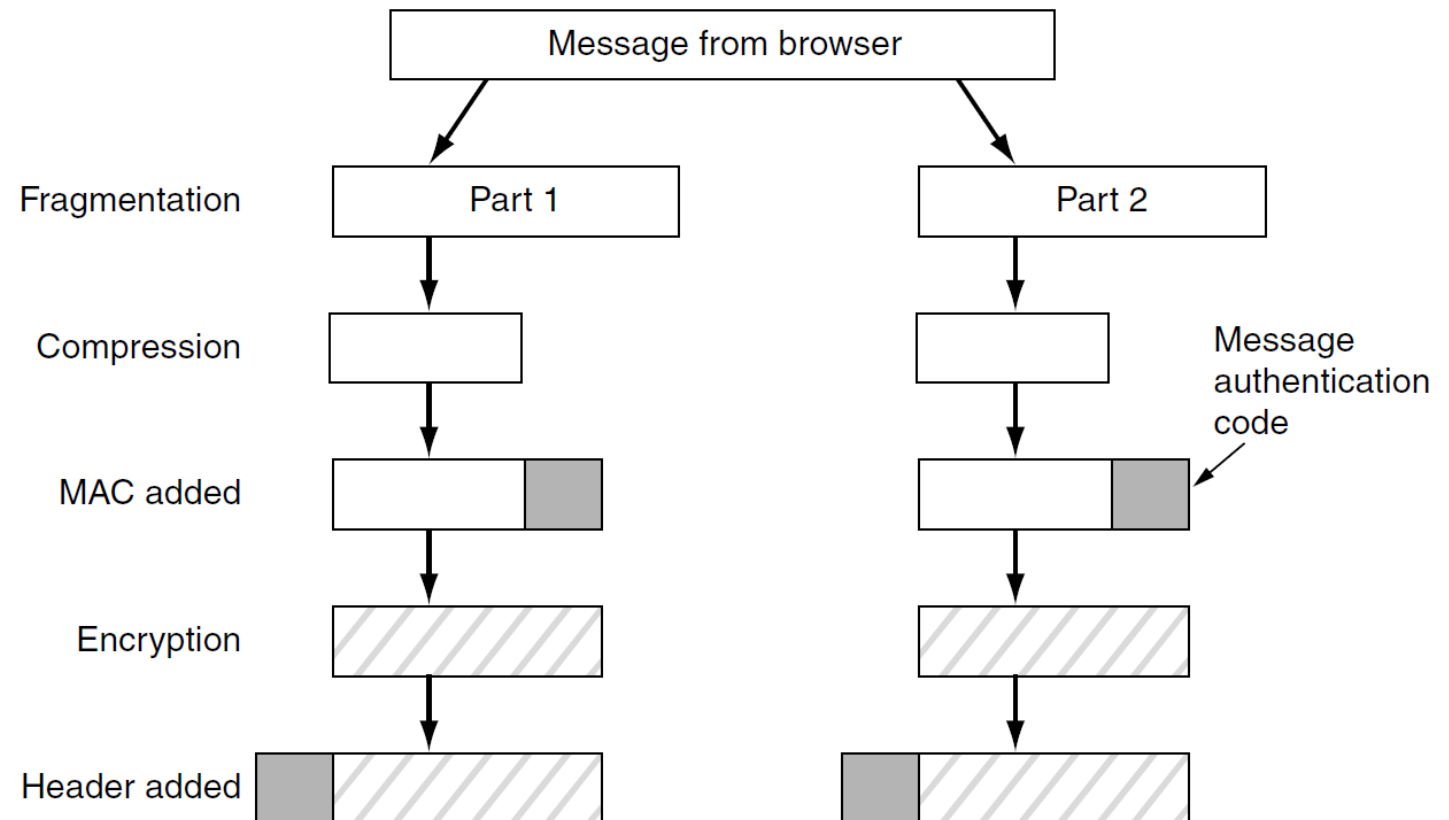 Message from browser
Fragmentation
Part 1
Part 2
Compression
Message
authentication
code
MAC added
Encryption
Header added